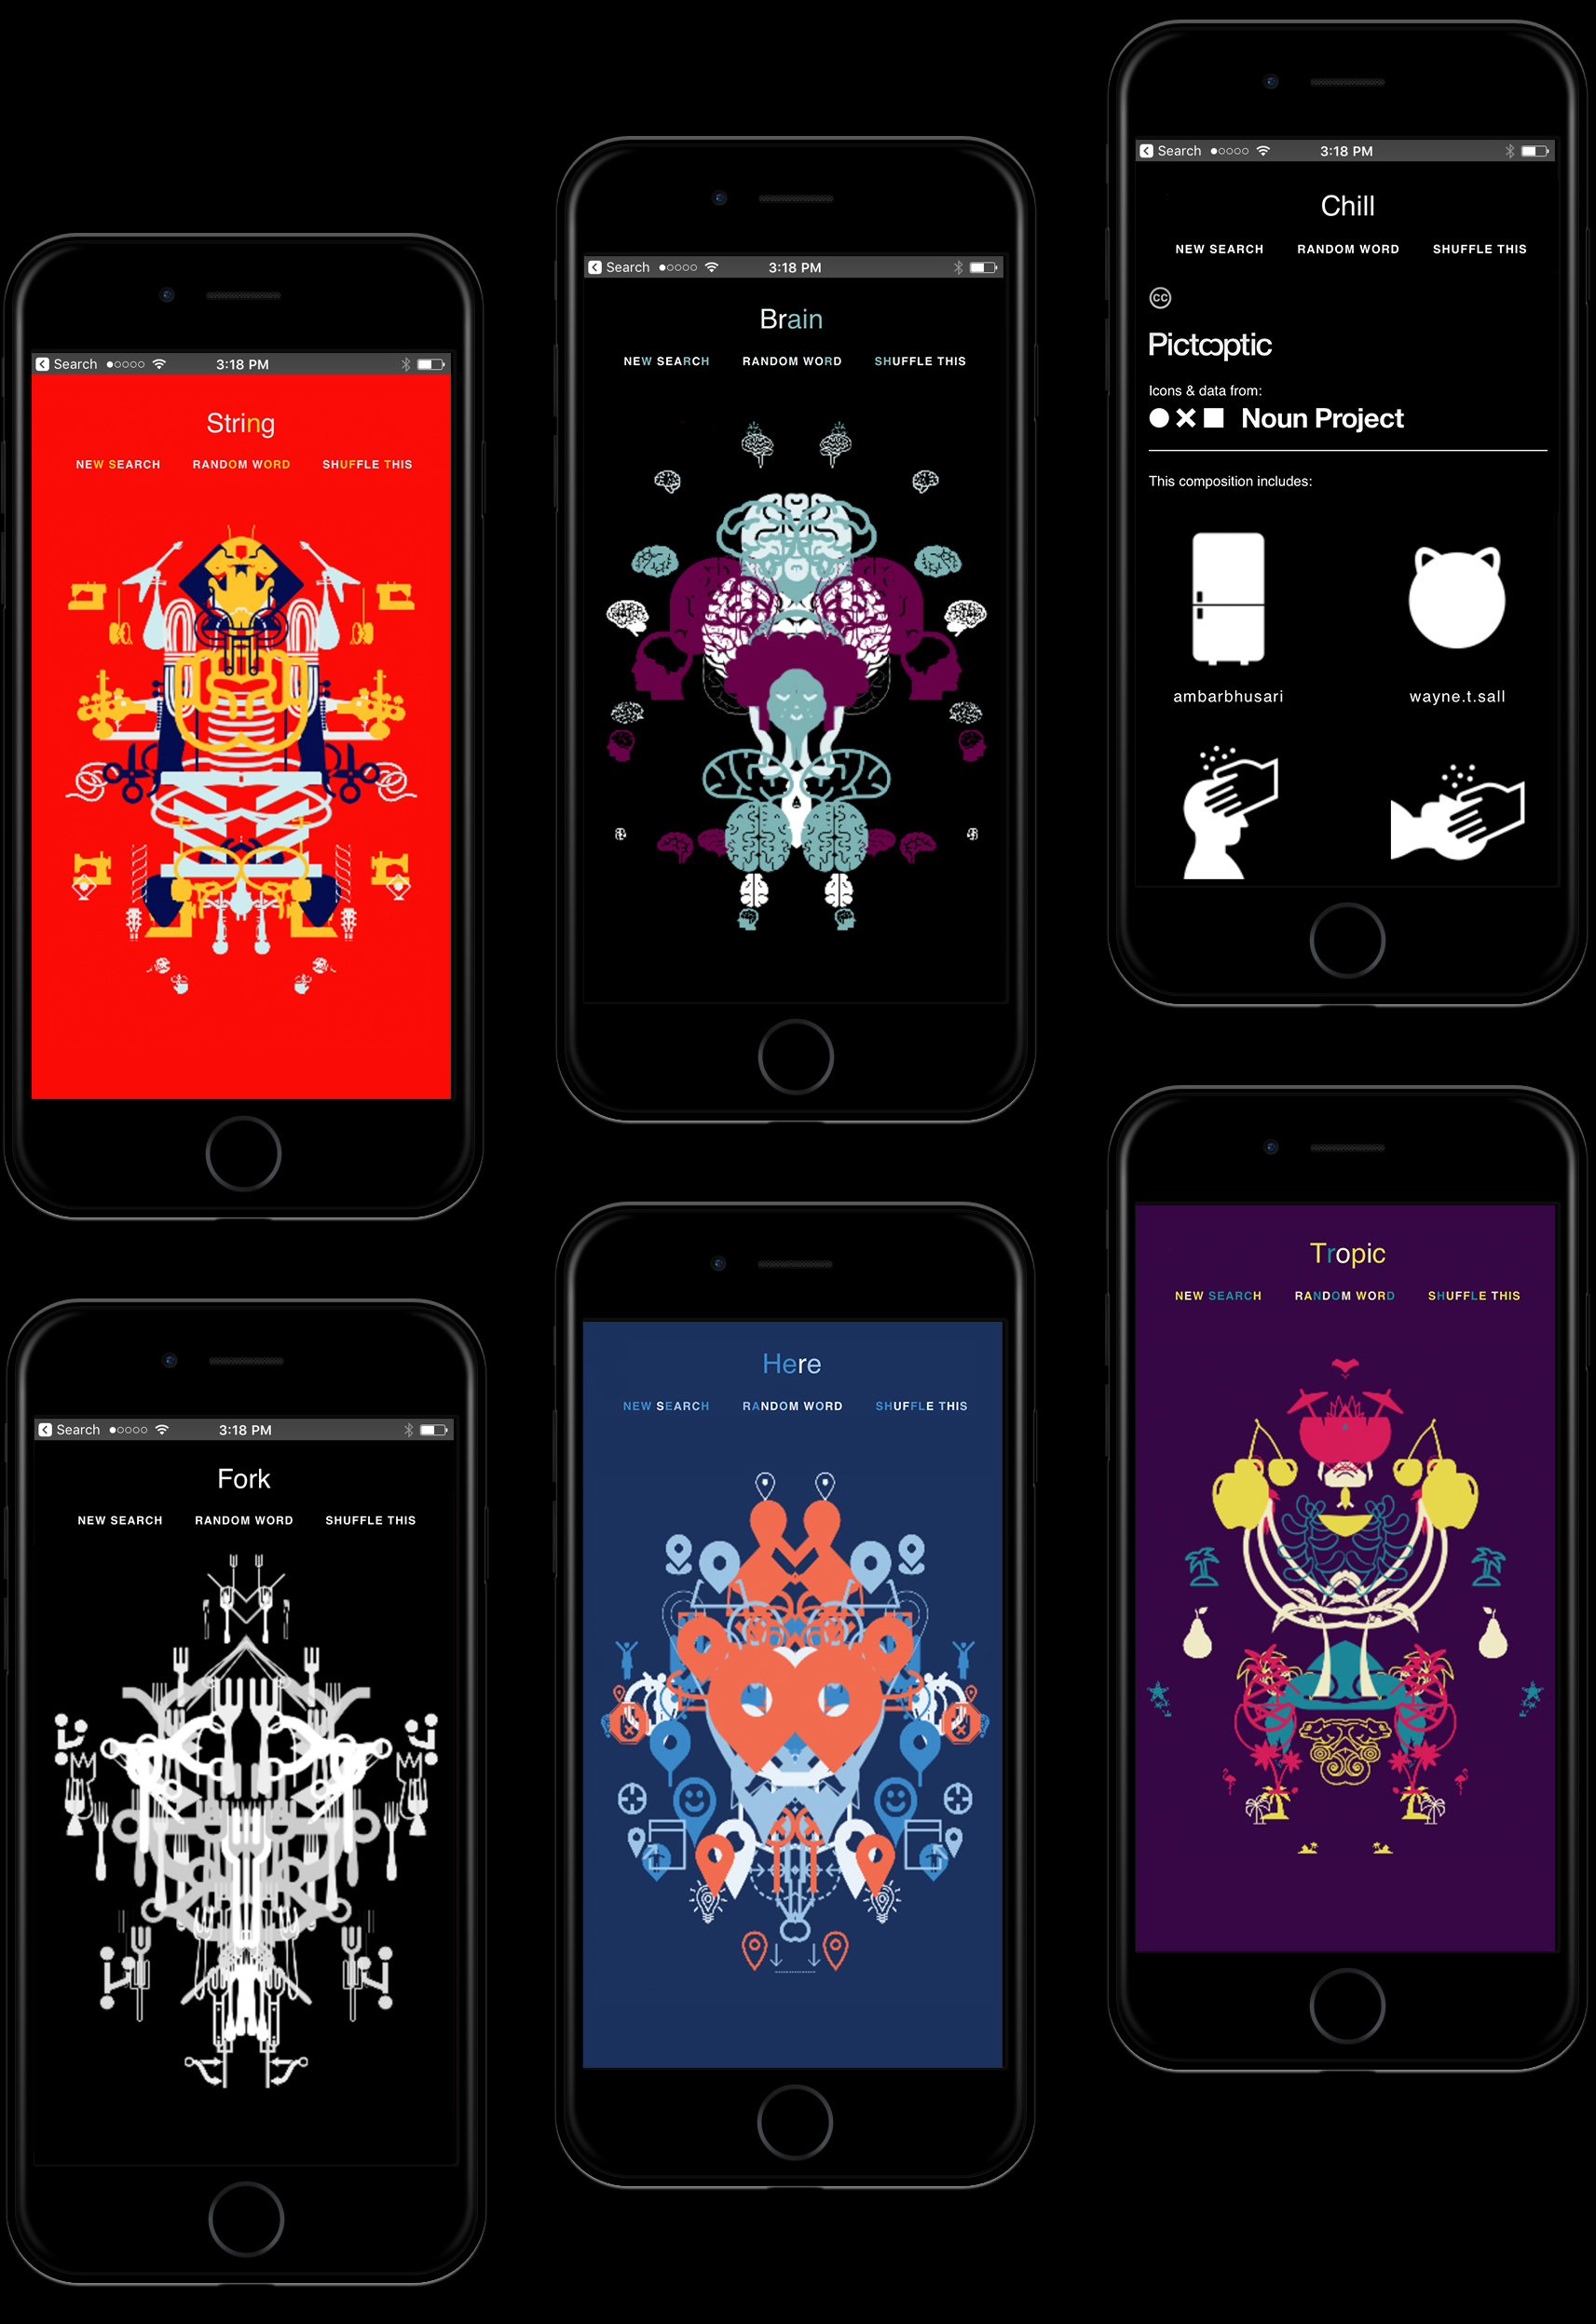 Search 3:18 PM
String
NEW SEARCH RANDOM WORD SHUFFLE THIS
Search 3:18 PM
Brain
NEW SEARCH RANDOM WORD SHUFFLE THIS
Search 3:18 PM
Chill
NEW SEARCH RANDOM WORD SHUFFLE THIS
cc
Pictooptic
Icons & data from:
Noun Project
This composition includes:
ambarbhusari wayne.t.sall
Search 3:18 PM
Fork
NEW SEARCH RANDOM WORD SHUFFLE THIS
Here
NEW SEARCH RANDOM WORD SHUFFLE THIS
Tropic
NEW SEARCH RANDOM WORD SHUFFLE THIS